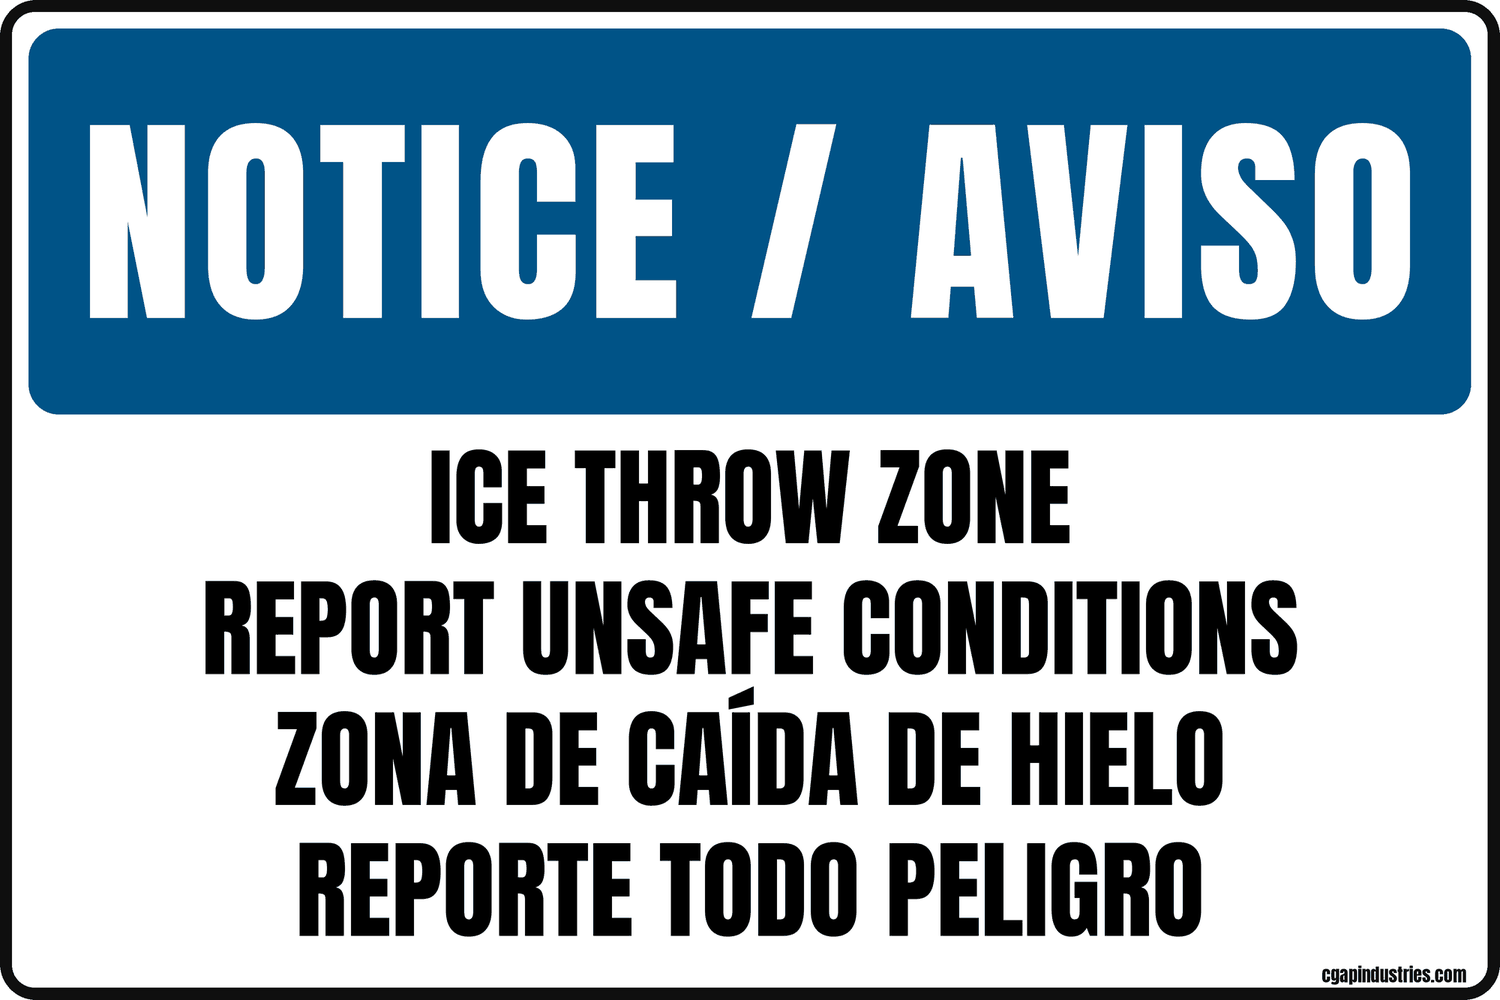 NOTICE / AVISO
ICE THROW ZONE
REPORT UNSAFE CONDITIONS
ZONA DE CAÍDA DE HIELO
REPORTE TODO PELIGRO
cgapindustries.com